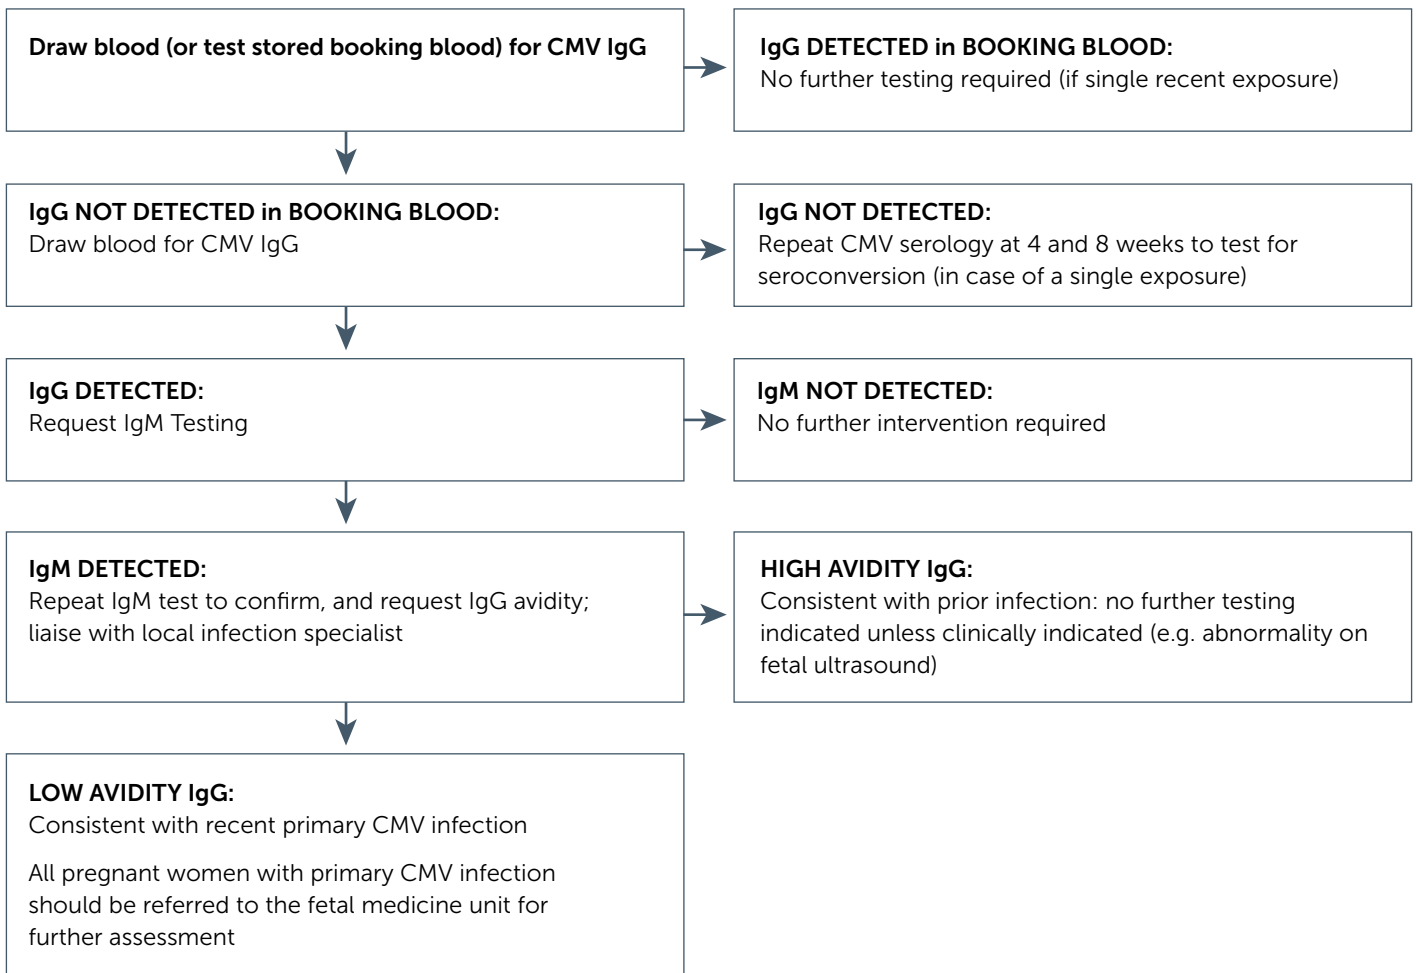 Draw blood (or test stored booking blood) for CMV IgG
IgG DETECTED in BOOKING BLOOD:
No further testing required (if single recent exposure)
IgG NOT DETECTED in BOOKING BLOOD:
Draw blood for CMV IgG
IgG NOT DETECTED:
Repeat CMV serology at 4 and 8 weeks to test for
seroconversion (in case of a single exposure)
IgG DETECTED:
Request IgM Testing
IgM NOT DETECTED:
No further intervention required
IgM DETECTED:
Repeat IgM test to confirm, and request IgG avidity;
liaise with local infection specialist
HIGH AVIDITY IgG:
Consistent with prior infection: no further testing
indicated unless clinically indicated (e.g. abnormality on
fetal ultrasound)
LOW AVIDITY IgG:
Consistent with recent primary CMV infection
All pregnant women with primary CMV infection
should be referred to the fetal medicine unit for
further assessment